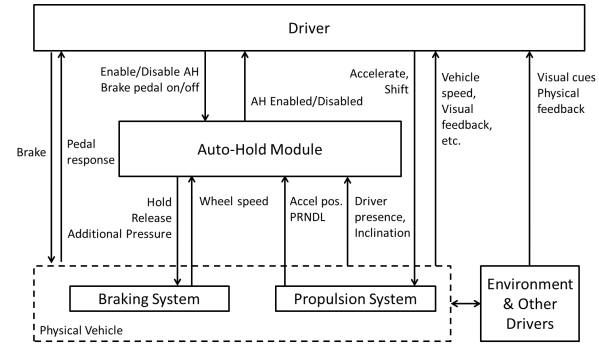 Driver
Enable/Disable AH
Brake pedal on/off
AH Enabled/Disabled
Accelerate,
Shift
Vehicle
speed,
Visual
feedback,
etc.
Visual cues
Physical
feedback
Brake
Pedal
response
Auto-Hold Module
Hold
Release
Additional Pressure
Wheel speed
Accel pos.
PRNDL
Driver
presence,
Inclination
Braking System
Propulsion System
Physical Vehicle
Environment
& Other
Drivers